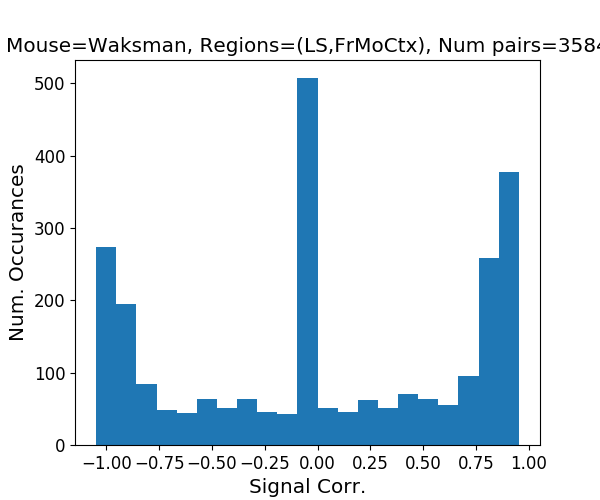 Mouse=Waksman, Regions=(LS,FrMoCtx), Num pairs=3584
500
400
300
200
100
0
Num. Occurances
−1.00 −0.75 −0.50 −0.25 0.00 0.25 0.50 0.75 1.00
Signal Corr.